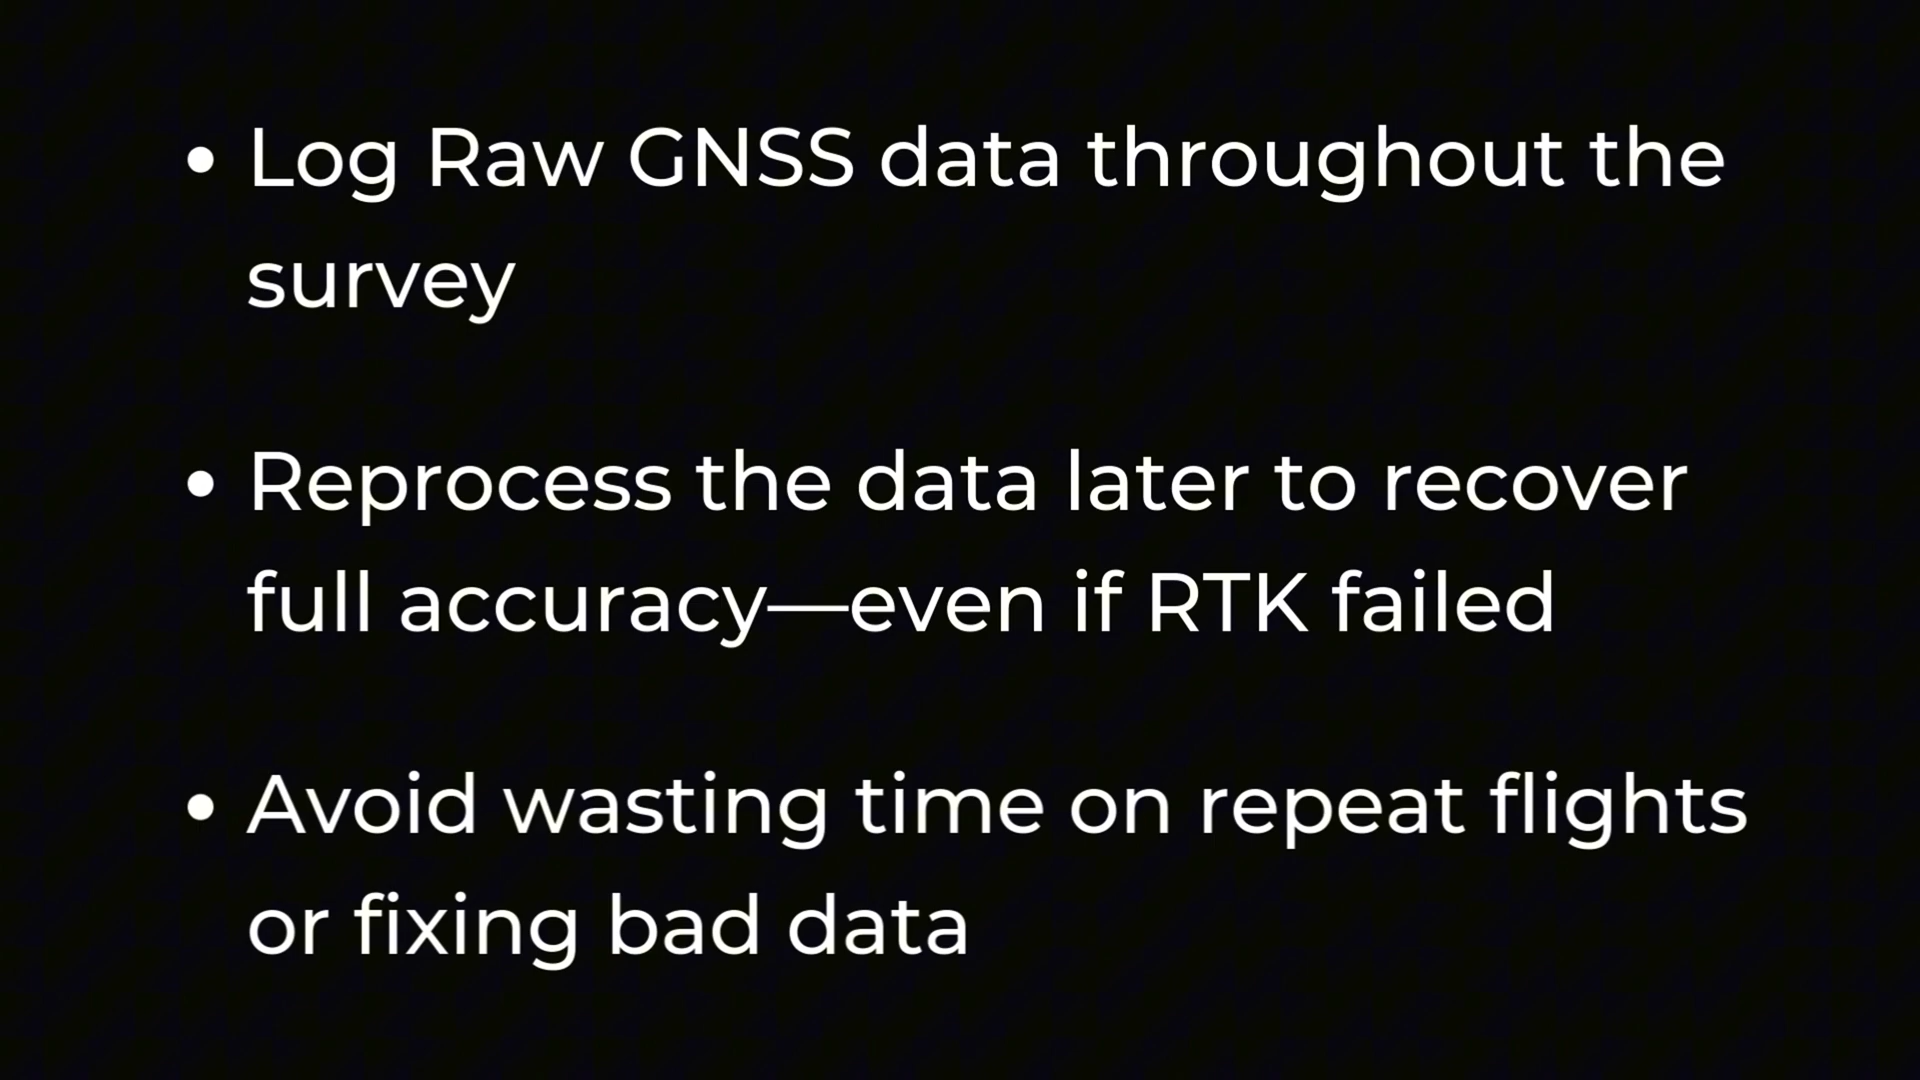 • Log Raw GNSS data throughout the
survey
• Reprocess the data later to recover
full accuracy—even if RTK failed
• Avoid wasting time on repeat flights
or fixing bad data